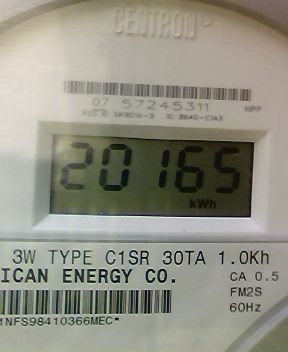 CENTRON
07 57245311 HPP
20165
kWh
3W TYPE C1SR 30TA 1.0Kh
ICAN ENERGY CO. CA 0.5
FM2S
60Hz
1NFS98410366MEC*